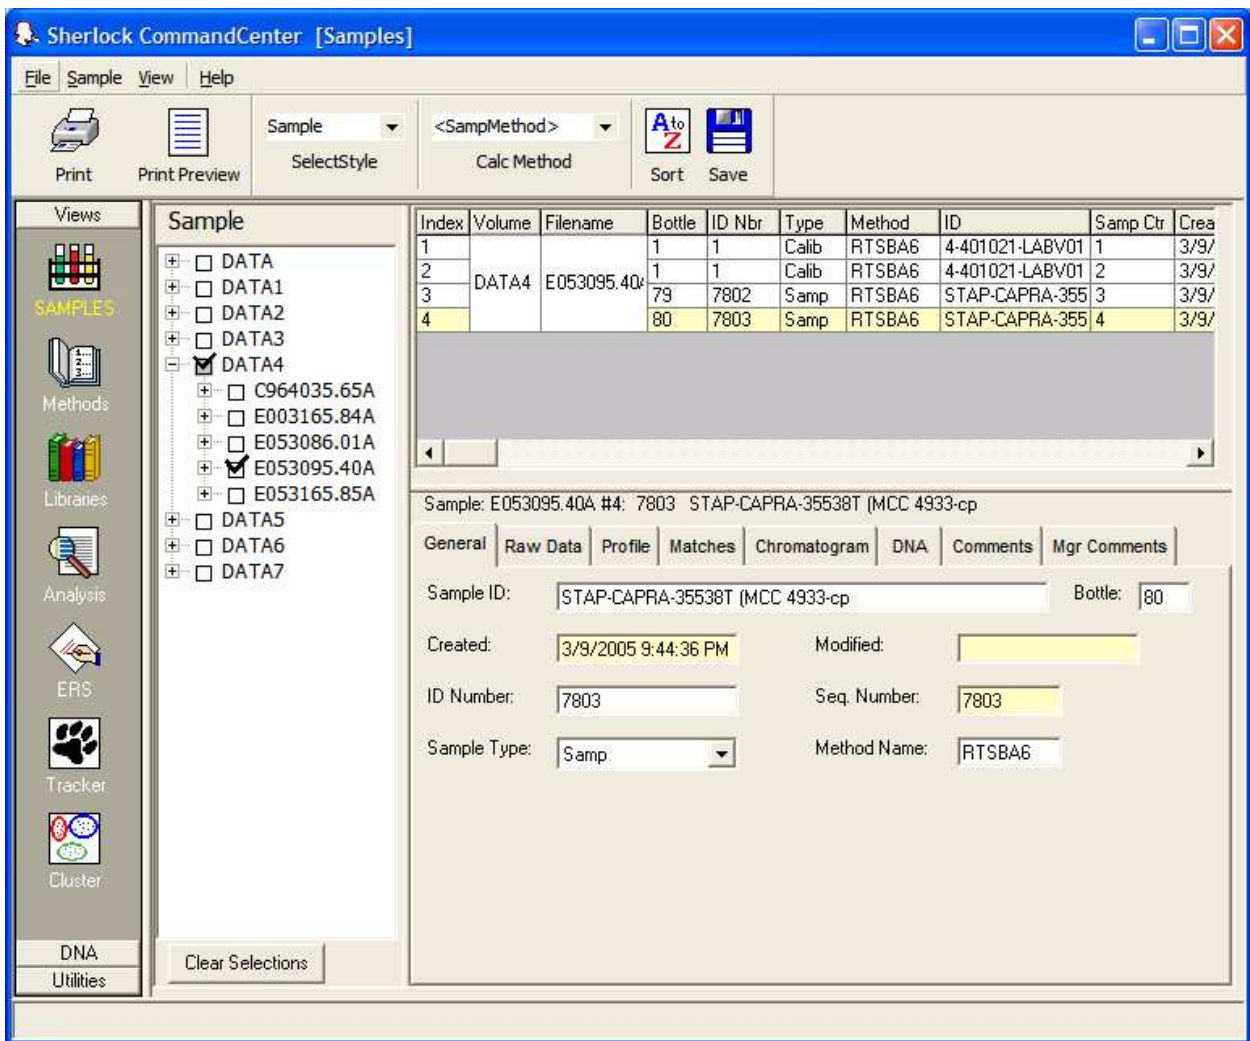 Sherlock CommandCenter [Samples]
File Sample View Help
Print
Print Preview
Sample
SelectStyle
<SampMethod>
Calc Method
A to Z
Sort
Save
Views
SAMPLES
Methods
Libraries
Analysis
ERS
Tracker
Cluster
DNA
Utilities
Sample
DATA
DATA1
DATA2
DATA3
DATA4
C964035.65A
E003165.84A
E053086.01A
E053095.40A
E053165.85A
DATA5
DATA6
DATA7
Clear Selections
Index Volume Filename Bottle ID Nbr Type Method ID Samp Ctr Crea
1 1 1 Calib RTSBA6 4-401021-LABV01 1 3/9/
2 1 1 Calib RTSBA6 4-401021-LABV01 2 3/9/
DATA4 E053095.40A
3 79 7802 Samp RTSBA6 STAP-CAPRA-355 3 3/9/
4 80 7803 Samp RTSBA6 STAP-CAPRA-355 4 3/9/
Sample: E053095.40A #4: 7803 STAP-CAPRA-35538T (MCC 4933-cp
General Raw Data Profile Matches Chromatogram DNA Comments Mgr Comments
Sample ID: STAP-CAPRA-35538T (MCC 4933-cp Bottle: 80
Created: 3/9/2005 9:44:36 PM Modified:
ID Number: 7803 Seq. Number: 7803
Sample Type: Samp Method Name: RTSBA6